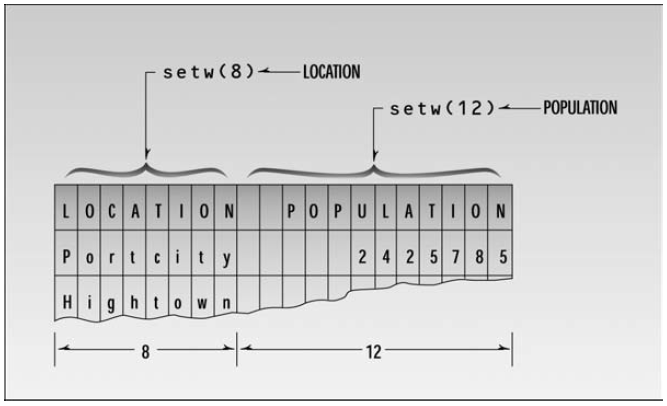 setw(8) LOCATION
setw(12) POPULATION
LOCATION POPULATION
Portcity 2425785
Hightown
8 12